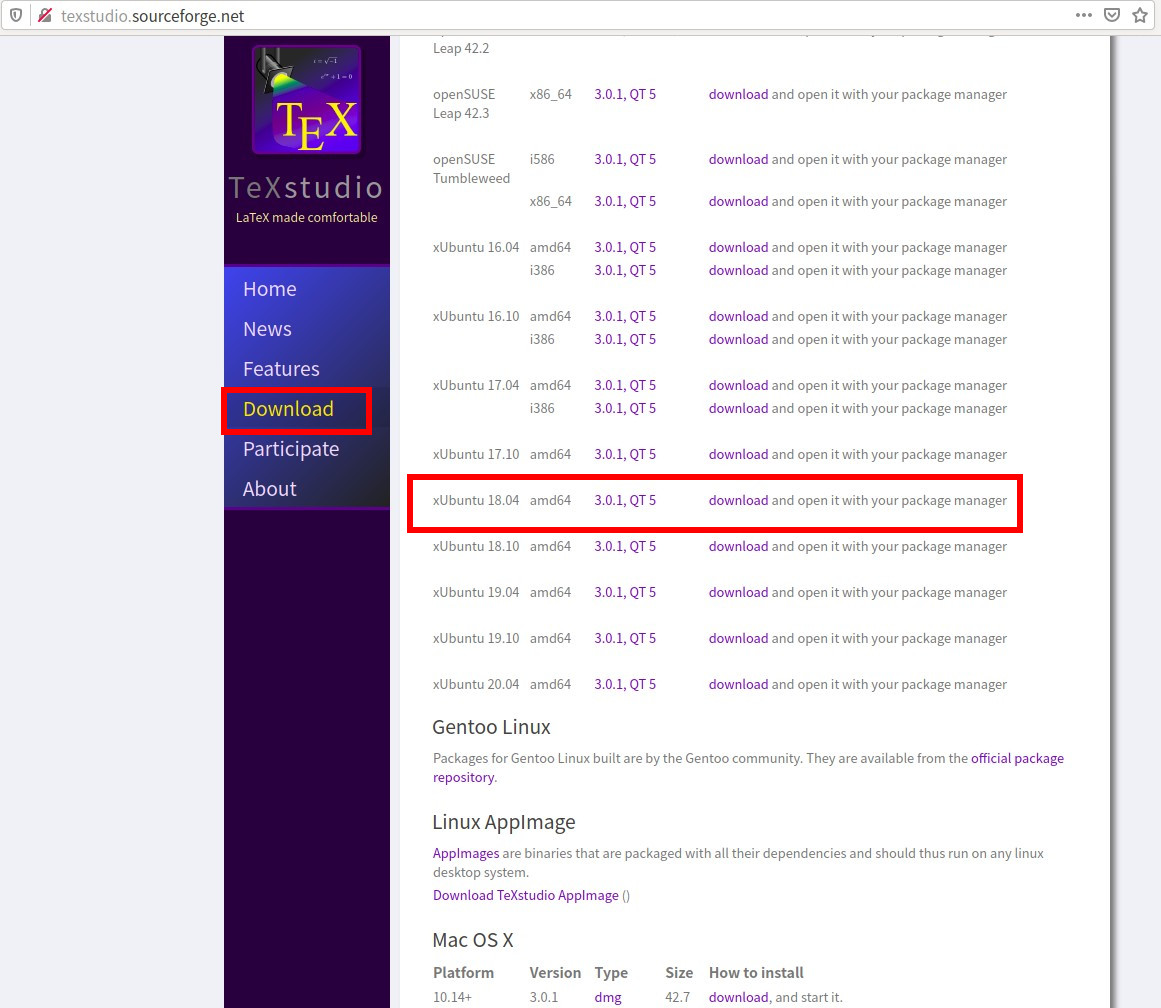 texstudio.sourceforge.net
TEX
TeXstudio
LaTeX made comfortable
Home
News
Features
Download
Participate
About
Leap 42.2
openSUSE x86_64 3.0.1, QT 5 download and open it with your package manager
Leap 42.3
openSUSE i586 3.0.1, QT 5 download and open it with your package manager
Tumbleweed
x86_64 3.0.1, QT 5 download and open it with your package manager
xUbuntu 16.04 amd64 3.0.1, QT 5 download and open it with your package manager
i386 3.0.1, QT 5 download and open it with your package manager
xUbuntu 16.10 amd64 3.0.1, QT 5 download and open it with your package manager
i386 3.0.1, QT 5 download and open it with your package manager
xUbuntu 17.04 amd64 3.0.1, QT 5 download and open it with your package manager
i386 3.0.1, QT 5 download and open it with your package manager
xUbuntu 17.10 amd64 3.0.1, QT 5 download and open it with your package manager
xUbuntu 18.04 amd64 3.0.1, QT 5 download and open it with your package manager
xUbuntu 18.10 amd64 3.0.1, QT 5 download and open it with your package manager
xUbuntu 19.04 amd64 3.0.1, QT 5 download and open it with your package manager
xUbuntu 19.10 amd64 3.0.1, QT 5 download and open it with your package manager
xUbuntu 20.04 amd64 3.0.1, QT 5 download and open it with your package manager
Gentoo Linux
Packages for Gentoo Linux built are by the Gentoo community. They are available from the official package
repository.
Linux AppImage
AppImages are binaries that are packaged with all their dependencies and should thus run on any linux
desktop system.
Download TeXstudio AppImage ()
Mac OS X
Platform Version Type Size How to install
10.14+ 3.0.1 dmg 42.7 download, and start it.